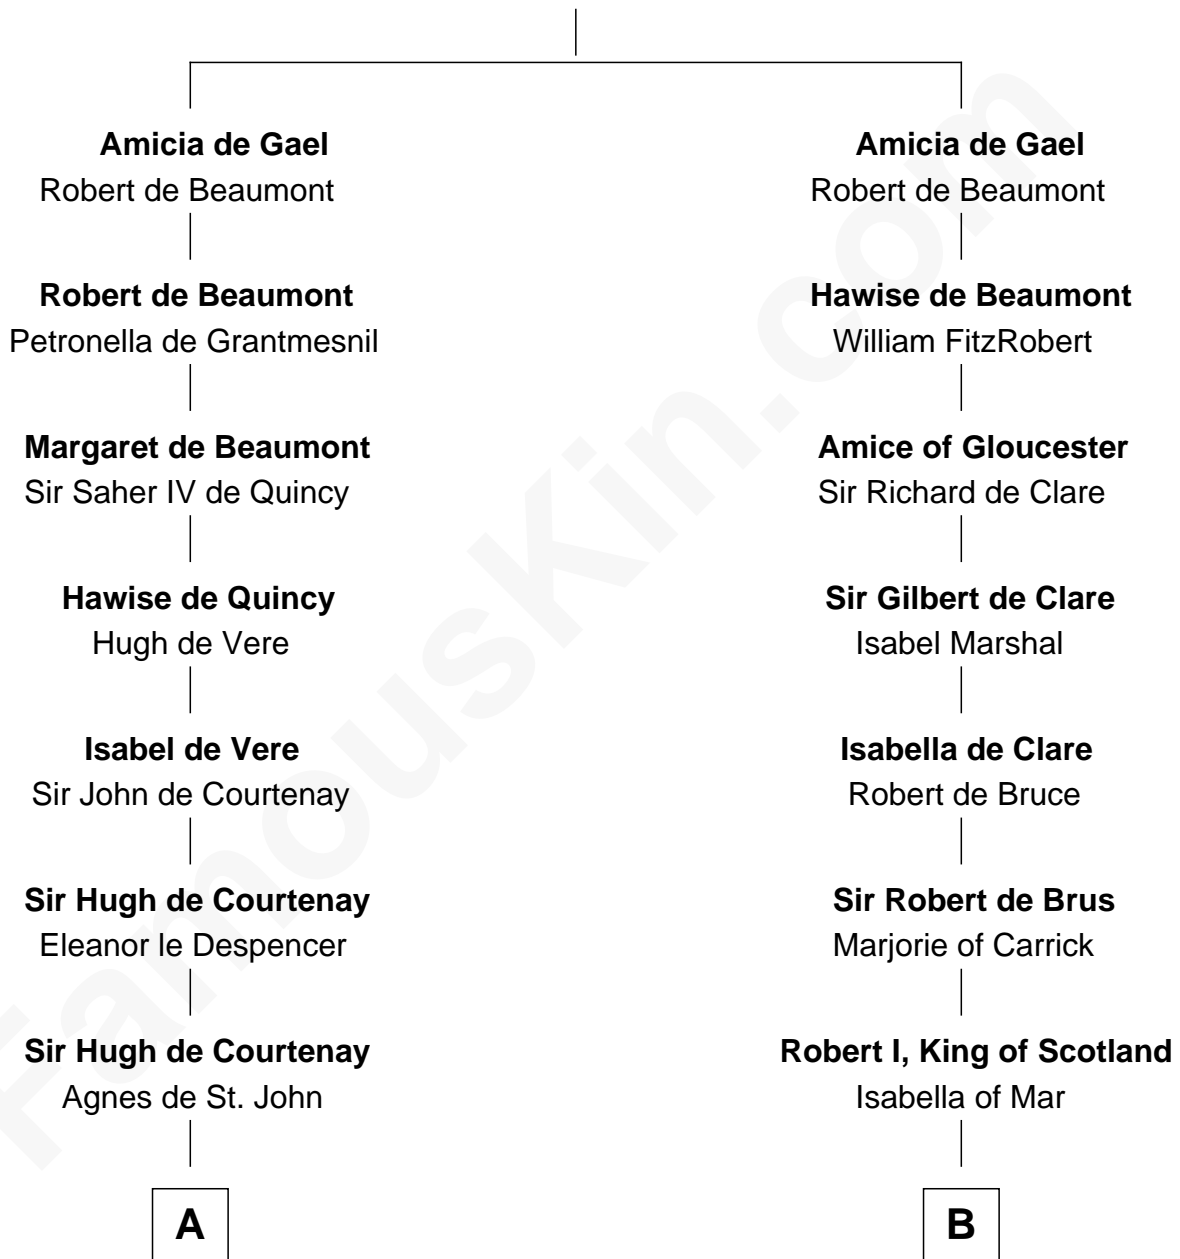 Amicia de Gael
Robert de Beaumont
Robert de Beaumont
Petronella de Grantmesnil
Margaret de Beaumont
Sir Saher IV de Quincy
Hawise de Quincy
Hugh de Vere
Isabel de Vere
Sir John de Courtenay
Sir Hugh de Courtenay
Eleanor le Despencer
Sir Hugh de Courtenay
Agnes de St. John
A
Amicia de Gael
Robert de Beaumont
Hawise de Beaumont
William FitzRobert
Amice of Gloucester
Sir Richard de Clare
Sir Gilbert de Clare
Isabel Marshal
Isabella de Clare
Robert de Bruce
Sir Robert de Brus
Marjorie of Carrick
Robert I, King of Scotland
Isabella of Mar
B
FamousKin.com